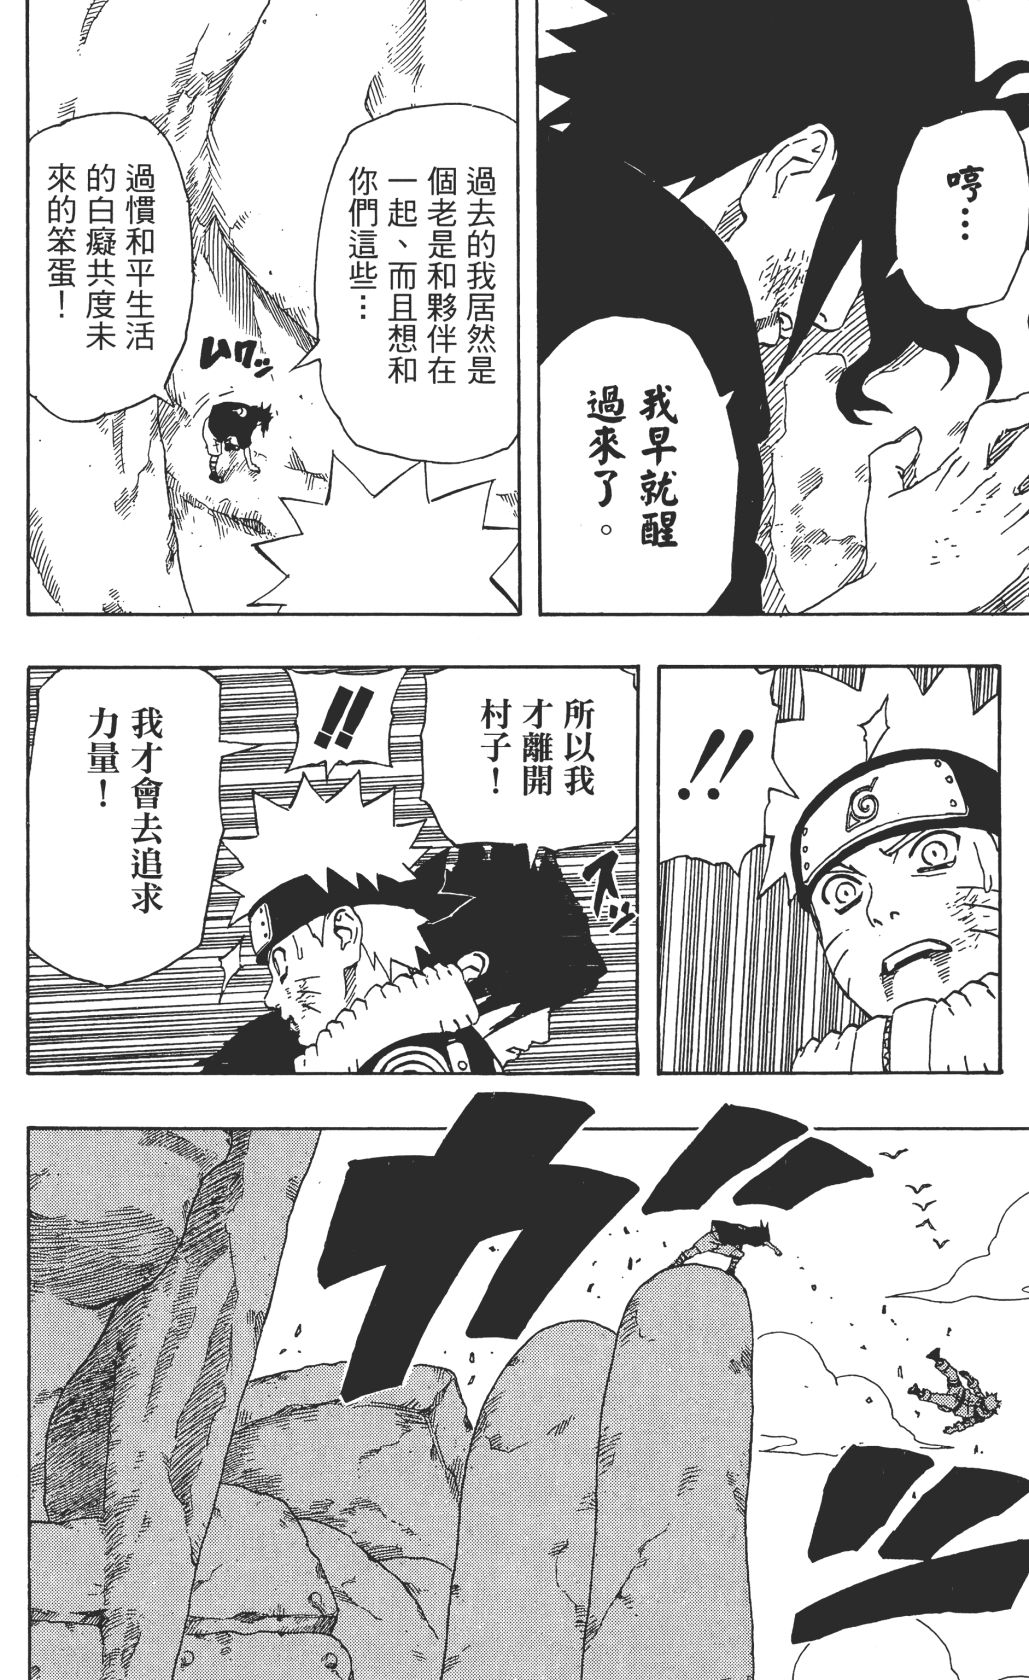 哼…
我早就醒
過來了。
過去的我居然是
個老是和夥伴在
一起、而且想和
你們這些…
過慣和平生活
的白癡共度未
來的笨蛋！
ムクッ
!!
所以我
才離開
村子！
ズッ
!!
我才會去追求
力量！
ガッ